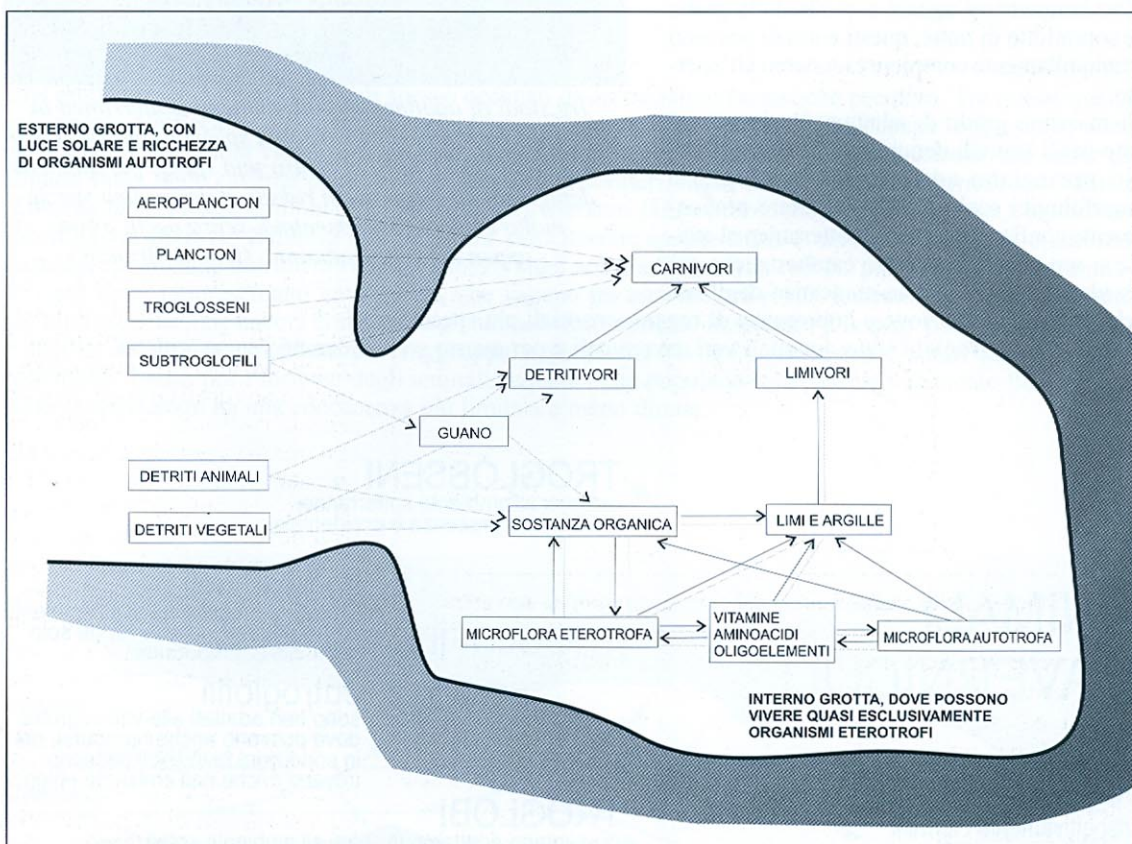 ESTERNO GROTTA, CON
LUCE SOLARE E RICCHEZZA
DI ORGANISMI AUTOTROFI
AEROPLANCTON
PLANCTON
TROGLOSSENI
SUBTROGLOFILI
DETRITI ANIMALI
DETRITI VEGETALI
CARNIVORI
DETRITIVORI
LIMIVORI
GUANO
SOSTANZA ORGANICA
LIMI E ARGILLE
MICROFLORA ETEROTROFA
VITAMINE
AMINOACIDI
OLIGOELEMENTI
MICROFLORA AUTOTROFA
INTERNO GROTTA, DOVE POSSONO
VIVERE QUASI ESCLUSIVAMENTE
ORGANISMI ETEROTROFI